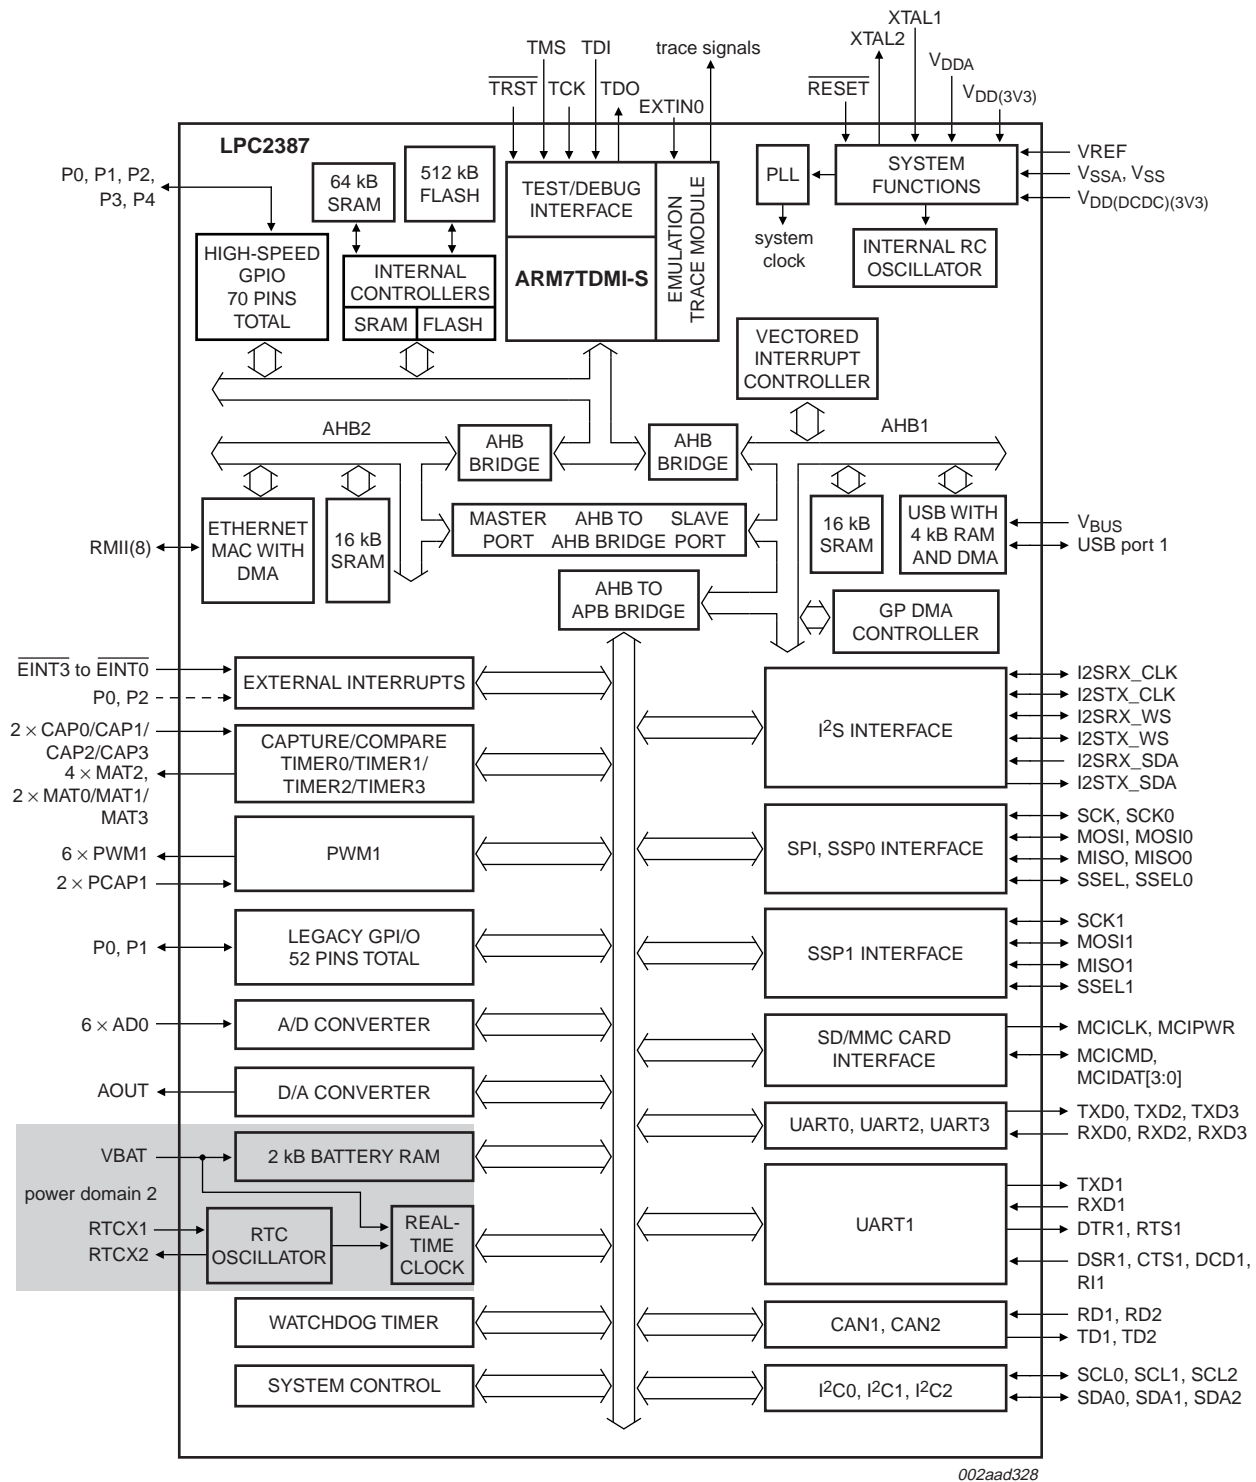 XTAL1
XTAL2
VDDA
VDD(3V3)
RESET
TMS TDI
trace signals
TRST TCK TDO
EXTIN0
LPC2387
P0, P1, P2,
P3, P4
64 kB
SRAM
512 kB
FLASH
TEST/DEBUG
INTERFACE
EMULATION
TRACE MODULE
PLL
SYSTEM
FUNCTIONS
VREF
VSSA, VSS
VDD(DCDC)(3V3)
system
clock
INTERNAL RC
OSCILLATOR
HIGH-SPEED
GPIO
70 PINS
TOTAL
INTERNAL
CONTROLLERS
SRAM
FLASH
ARM7TDMI-S
VECTORED
INTERRUPT
CONTROLLER
AHB2
AHB
BRIDGE
AHB
BRIDGE
AHB1
RMII(8)
ETHERNET
MAC WITH
DMA
16 kB
SRAM
MASTER
PORT
AHB TO
AHB BRIDGE
SLAVE
PORT
16 kB
SRAM
USB WITH
4 kB RAM
AND DMA
VBUS
USB port 1
AHB TO
APB BRIDGE
GP DMA
CONTROLLER
EINT3 to EINT0
P0, P2
EXTERNAL INTERRUPTS
2 × CAP0/CAP1/
CAP2/CAP3
4 × MAT2,
2 × MAT0/MAT1/
MAT3
CAPTURE/COMPARE
TIMER0/TIMER1/
TIMER2/TIMER3
6 × PWM1
2 × PCAP1
PWM1
P0, P1
LEGACY GPI/O
52 PINS TOTAL
6 × AD0
A/D CONVERTER
AOUT
D/A CONVERTER
VBAT
2 kB BATTERY RAM
power domain 2
RTCX1
RTCX2
RTC
OSCILLATOR
REAL-
TIME
CLOCK
WATCHDOG TIMER
SYSTEM CONTROL
I2S INTERFACE
I2SRX_CLK
I2STX_CLK
I2SRX_WS
I2STX_WS
I2SRX_SDA
I2STX_SDA
SPI, SSP0 INTERFACE
SCK, SCK0
MOSI, MOSI0
MISO, MISO0
SSEL, SSEL0
SSP1 INTERFACE
SCK1
MOSI1
MISO1
SSEL1
SD/MMC CARD
INTERFACE
MCICLK, MCIPWR
MCICMD,
MCIDAT[3:0]
UART0, UART2, UART3
TXD0, TXD2, TXD3
RXD0, RXD2, RXD3
UART1
TXD1
RXD1
DTR1, RTS1
DSR1, CTS1, DCD1,
RI1
CAN1, CAN2
RD1, RD2
TD1, TD2
I2C0, I2C1, I2C2
SCL0, SCL1, SCL2
SDA0, SDA1, SDA2
002aad328